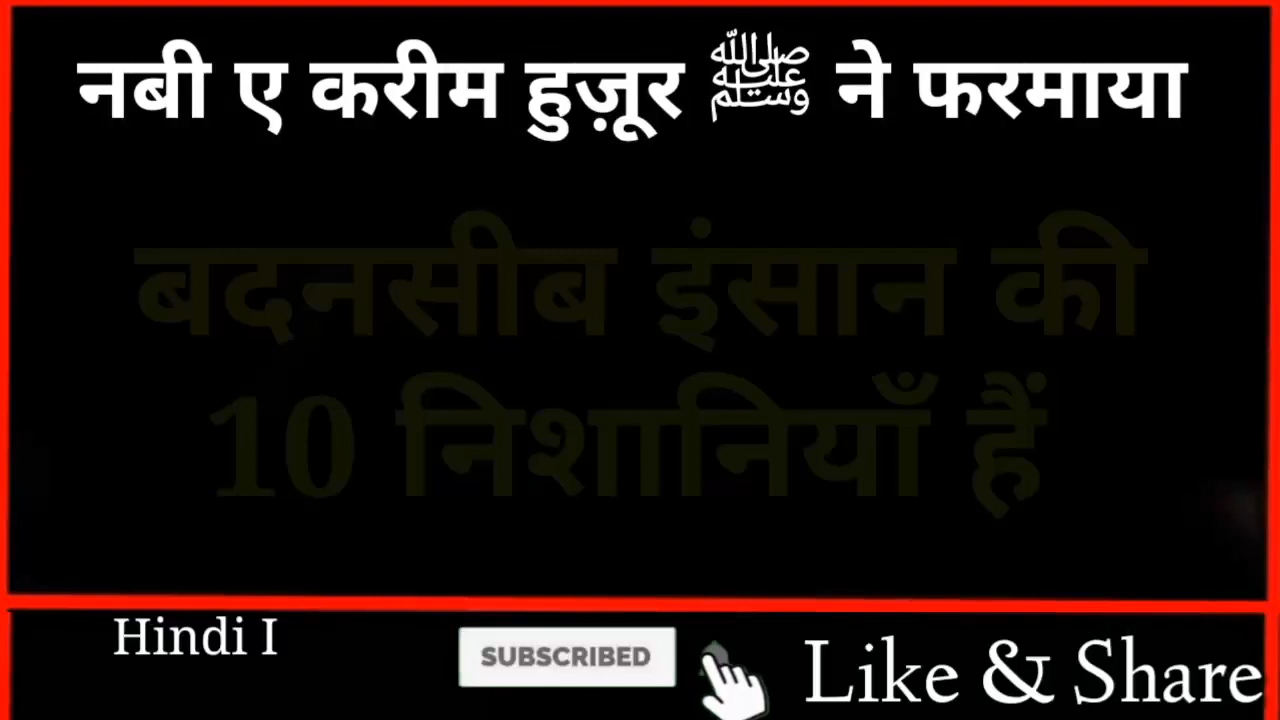 नबी ए करीम हुज़ूर ﷺ ने फरमाया
बदनसीब इंसान की
10 निशानियाँ हैं
Hindi I
SUBSCRIBED
Like & Share